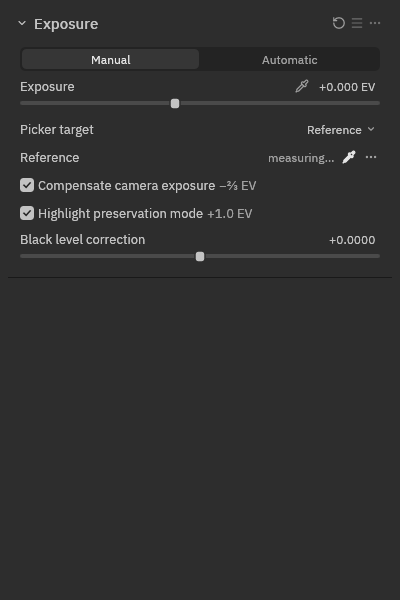 Exposure
Manual Automatic
Exposure +0.000 EV
Picker target Reference
Reference measuring...
Compensate camera exposure −⅔ EV
Highlight preservation mode +1.0 EV
Black level correction +0.0000